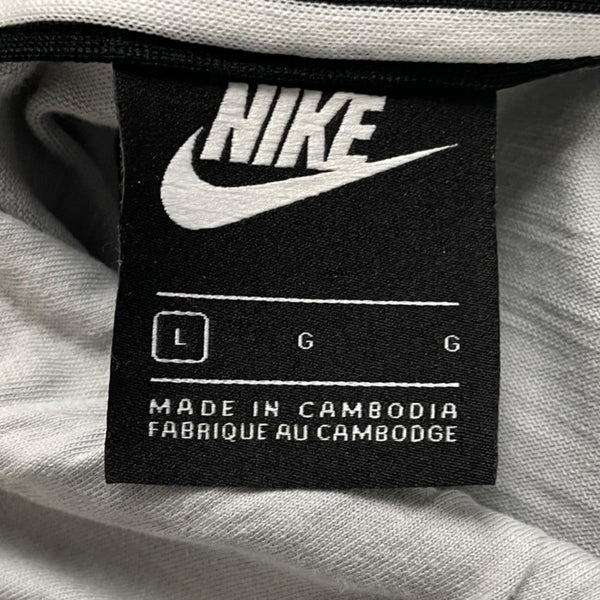 NIKE
L G G
MADE IN CAMBODIA
FABRIQUE AU CAMBODGE